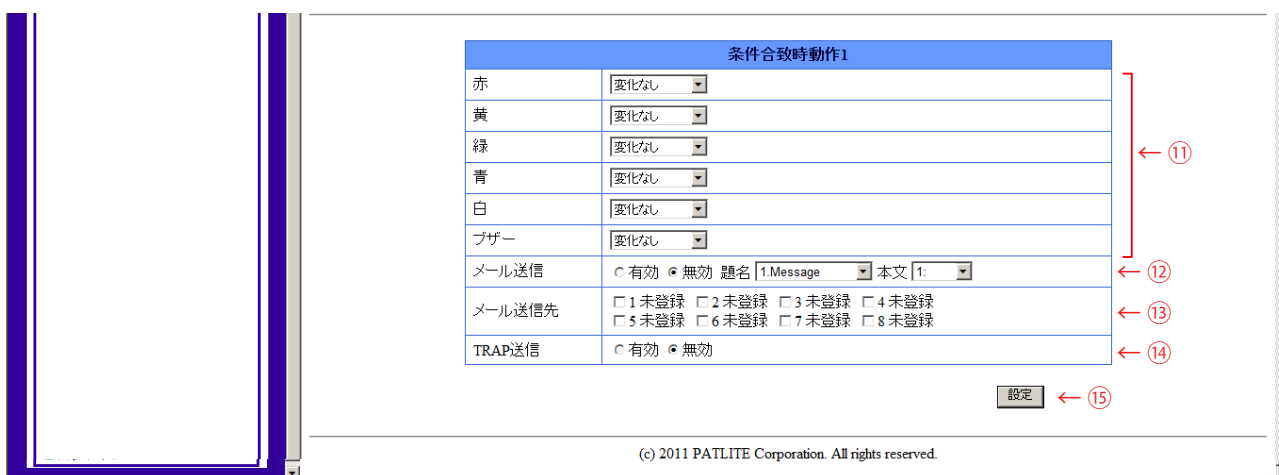 条件合致時動作1
赤 変化なし
黄 変化なし
緑 変化なし ← ⑪
青 変化なし
白 変化なし
ブザー 変化なし
メール送信 有効 無効 題名 1.Message 本文 1: ← ⑫
メール送信先 1 未登録 2 未登録 3 未登録 4 未登録
5 未登録 6 未登録 7 未登録 8 未登録 ← ⑬
TRAP送信 有効 無効 ← ⑭
設定 ← ⑮
(c) 2011 PATLITE Corporation. All rights reserved.